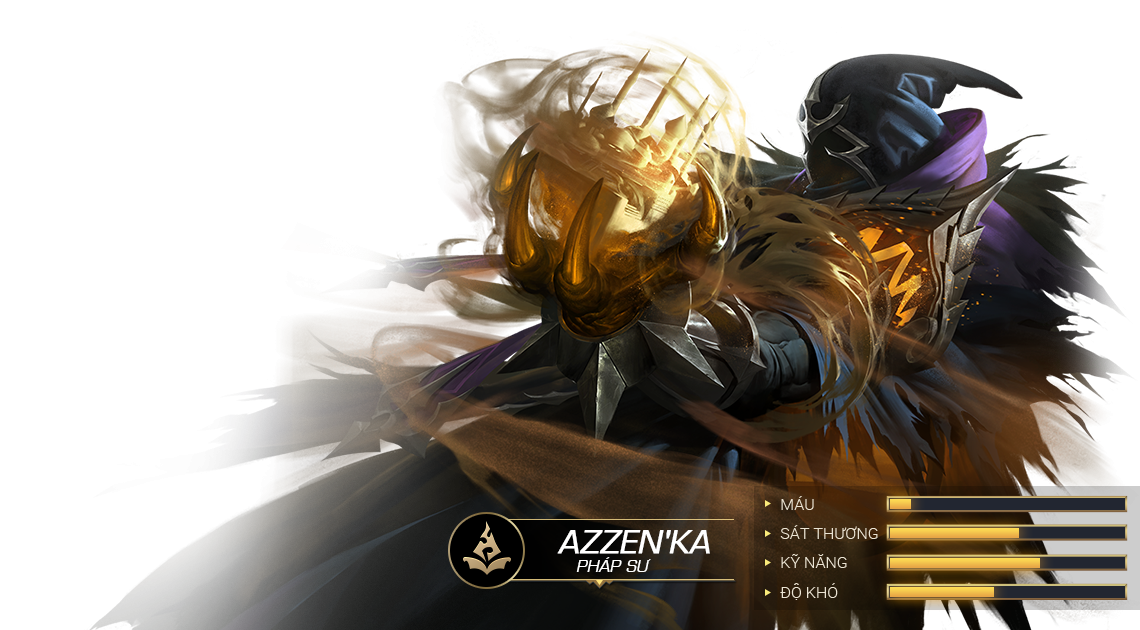 AZZEN'KA
PHÁP SƯ
MÁU
SÁT THƯƠNG
KỸ NĂNG
ĐỘ KHÓ